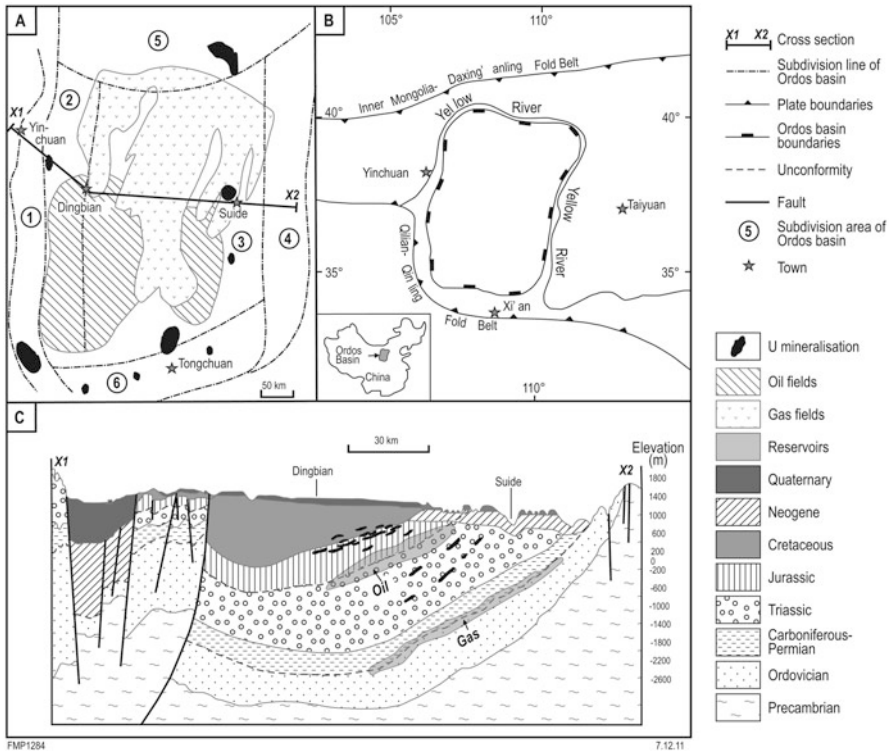 A
5
2
X1
Yin-
chuan
Dingbian
Suide
X2
1
3
4
Tongchuan
6
50 km
B
105°
110°
Inner Mongolia- Daxing' anling Fold Belt
40°
40°
Yel low River
Yinchuan
Yellow
River
Taiyuan
Qilian- Qin ling
Fold Belt
35°
35°
Xi' an
Ordos
Basin
China
110°
C
30 km
X1
Dingbian
Suide
X2
Elevation
(m)
1800
1400
1000
600
200
0
-200
-600
-1000
-1400
-1800
-2200
-2600
Oil
Gas
X1 X2
Cross section
Subdivision line of
Ordos basin
Plate boundaries
Ordos basin
boundaries
Unconformity
Fault
5
Subdivision area of
Ordos basin
Town
U mineralisation
Oil fields
Gas fields
Reservoirs
Quaternary
Neogene
Cretaceous
Jurassic
Triassic
Carboniferous-
Permian
Ordovician
Precambrian
FMP1284
7.12.11